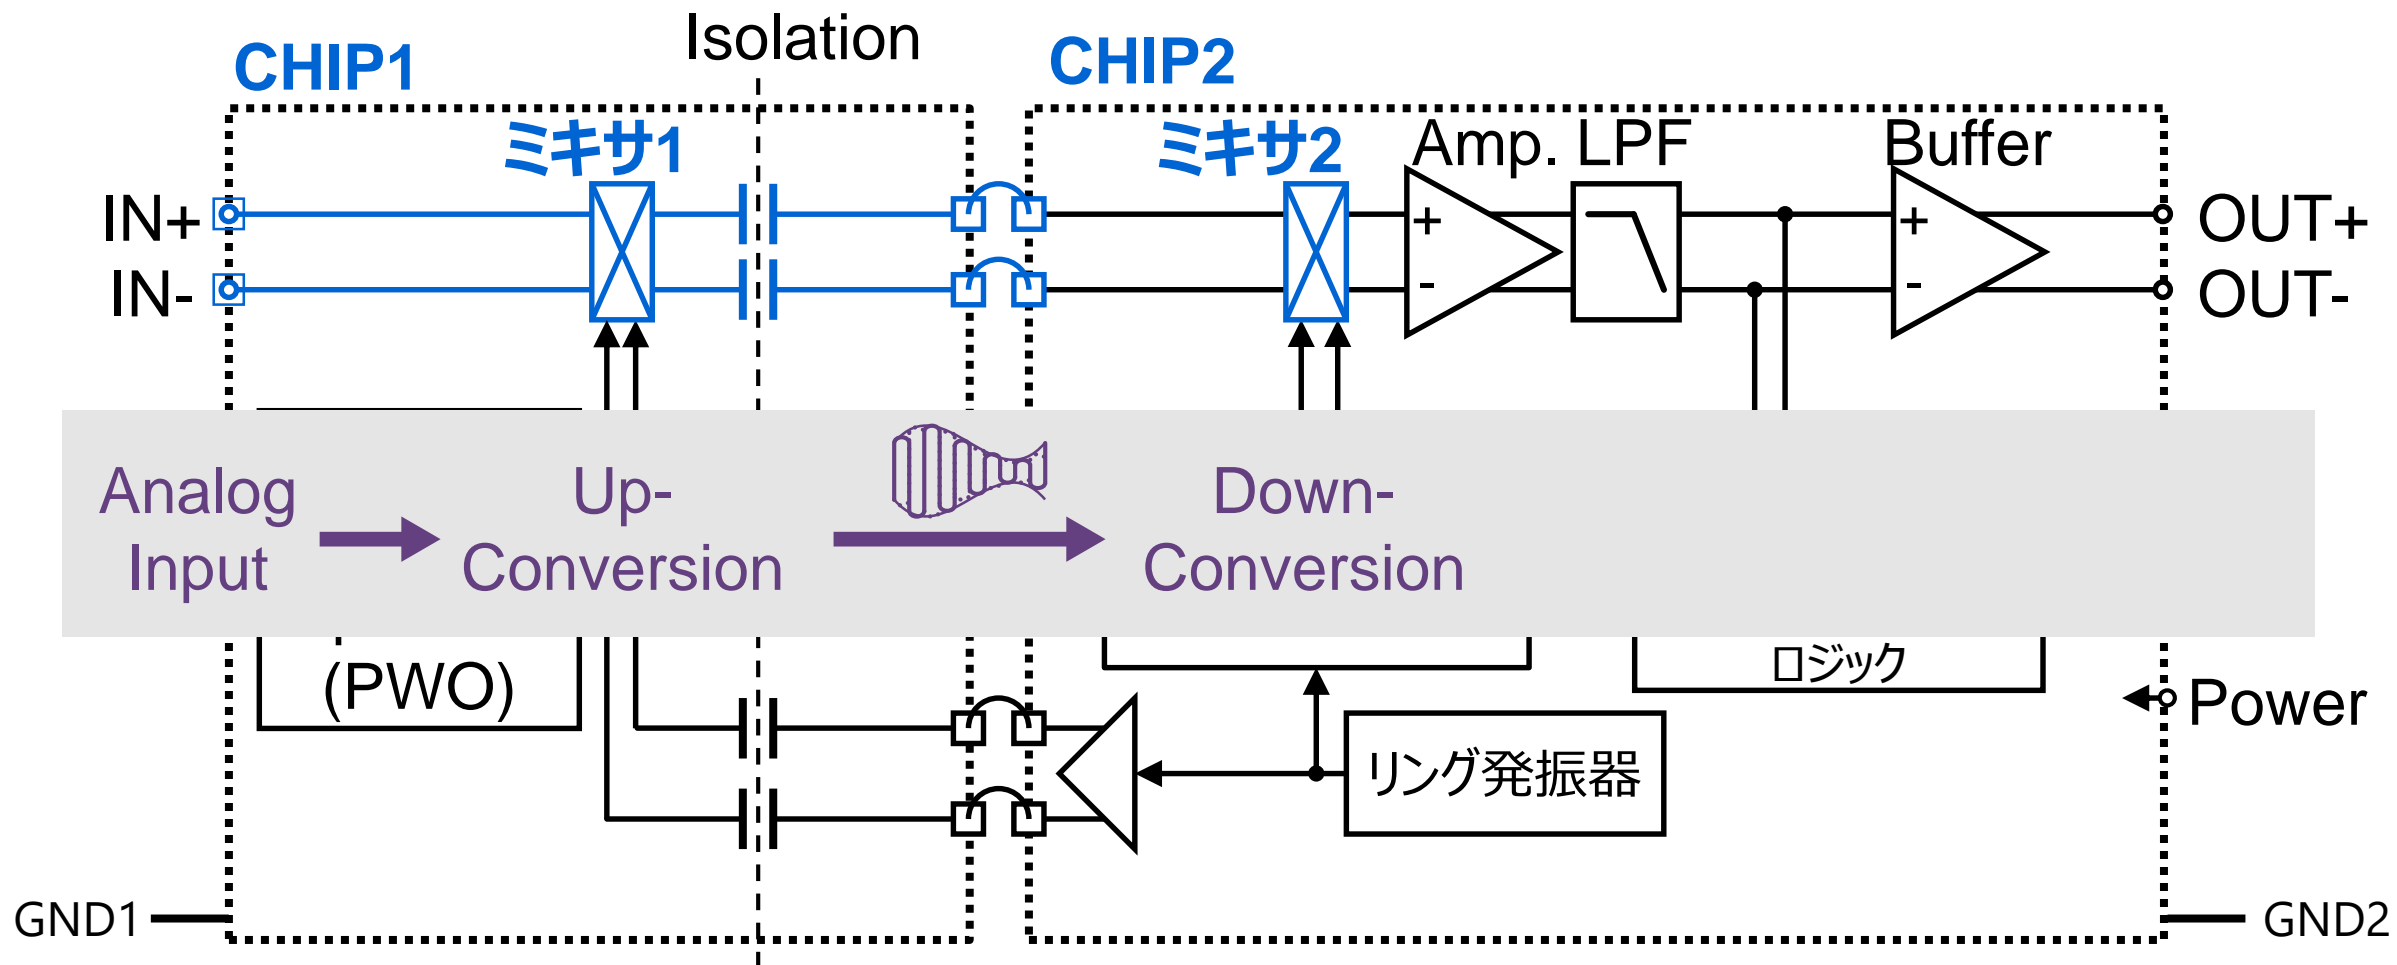 Isolation
CHIP1
CHIP2
ミキサ1
ミキサ2
Amp.
LPF
Buffer
IN+
+
+
OUT+
IN-
-
-
OUT-
Analog
Input
Up-
Conversion
Down-
Conversion
(PWO)
ロジック
Power
リング発振器
GND1
GND2